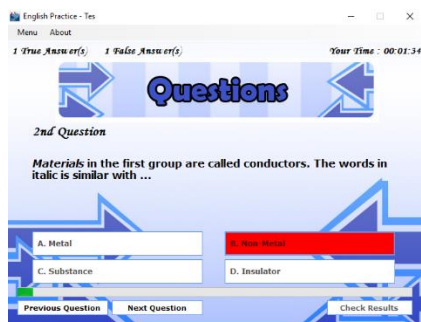 English Practice - Tes
Menu About
1 True Answer(s) 1 False Answer(s) Your Time : 00:01:34
Questions
2nd Question
Materials in the first group are called conductors. The words in
italic is similar with ...
A. Metal B. Non-Metal
C. Substance D. Insulator
Previous Question Next Question Check Results